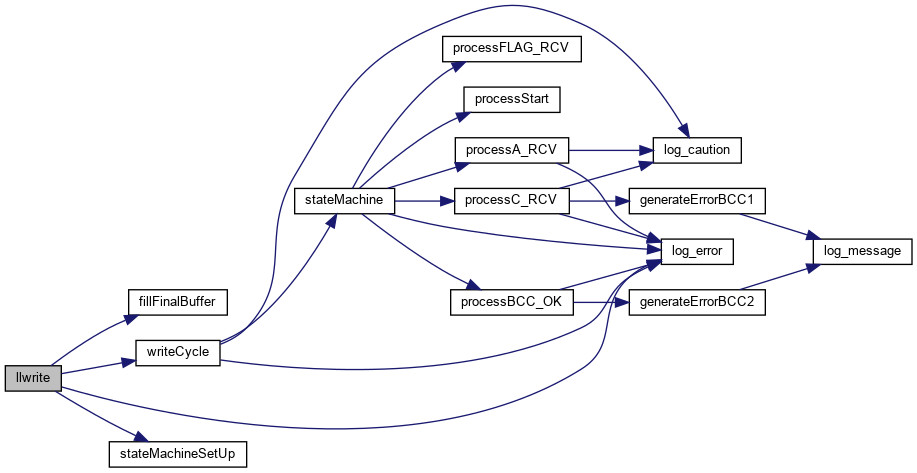 processFLAG_RCV
processStart
processA_RCV
log_caution
stateMachine
processC_RCV
generateErrorBCC1
log_error
log_message
fillFinalBuffer
processBCC_OK
generateErrorBCC2
writeCycle
llwrite
stateMachineSetUp